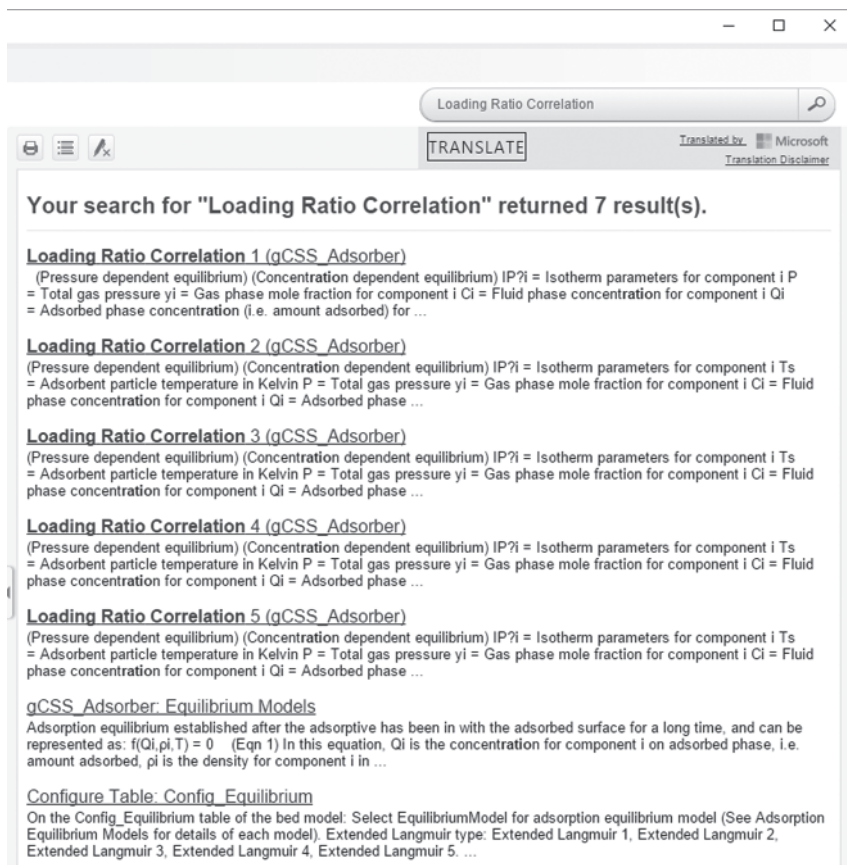 Loading Ratio Correlation
TRANSLATE
Translated by Microsoft
Translation Disclaimer
Your search for "Loading Ratio Correlation" returned 7 result(s).
Loading Ratio Correlation 1 (gCSS_Adsorber)
(Pressure dependent equilibrium) (Concentration dependent equilibrium) IP?i = Isotherm parameters for component i P
= Total gas pressure yi = Gas phase mole fraction for component i Ci = Fluid phase concentration for component i Qi
= Adsorbed phase concentration (i.e. amount adsorbed) for ...
Loading Ratio Correlation 2 (gCSS_Adsorber)
(Pressure dependent equilibrium) (Concentration dependent equilibrium) IP?i = Isotherm parameters for component i Ts
= Adsorbent particle temperature in Kelvin P = Total gas pressure yi = Gas phase mole fraction for component i Ci = Fluid
phase concentration for component i Qi = Adsorbed phase ...
Loading Ratio Correlation 3 (gCSS_Adsorber)
(Pressure dependent equilibrium) (Concentration dependent equilibrium) IP?i = Isotherm parameters for component i Ts
= Adsorbent particle temperature in Kelvin P = Total gas pressure yi = Gas phase mole fraction for component i Ci = Fluid
phase concentration for component i Qi = Adsorbed phase ...
Loading Ratio Correlation 4 (gCSS_Adsorber)
(Pressure dependent equilibrium) (Concentration dependent equilibrium) IP?i = Isotherm parameters for component i Ts
= Adsorbent particle temperature in Kelvin P = Total gas pressure yi = Gas phase mole fraction for component i Ci = Fluid
phase concentration for component i Qi = Adsorbed phase ...
Loading Ratio Correlation 5 (gCSS_Adsorber)
(Pressure dependent equilibrium) (Concentration dependent equilibrium) IP?i = Isotherm parameters for component i Ts
= Adsorbent particle temperature in Kelvin P = Total gas pressure yi = Gas phase mole fraction for component i Ci = Fluid
phase concentration for component i Qi = Adsorbed phase ...
gCSS_Adsorber: Equilibrium Models
Adsorption equilibrium established after the adsorptive has been in with the adsorbed surface for a long time, and can be
represented as: f(Qi,ρi,T) = 0 (Eqn 1) In this equation, Qi is the concentration for component i on adsorbed phase, i.e.
amount adsorbed, ρi is the density for component i in ...
Configure Table: Config_Equilibrium
On the Config_Equilibrium table of the bed model: Select EquilibriumModel for adsorption equilibrium model (See Adsorption
Equilibrium Models for details of each model). Extended Langmuir type: Extended Langmuir 1, Extended Langmuir 2,
Extended Langmuir 3, Extended Langmuir 4, Extended Langmuir 5. ...